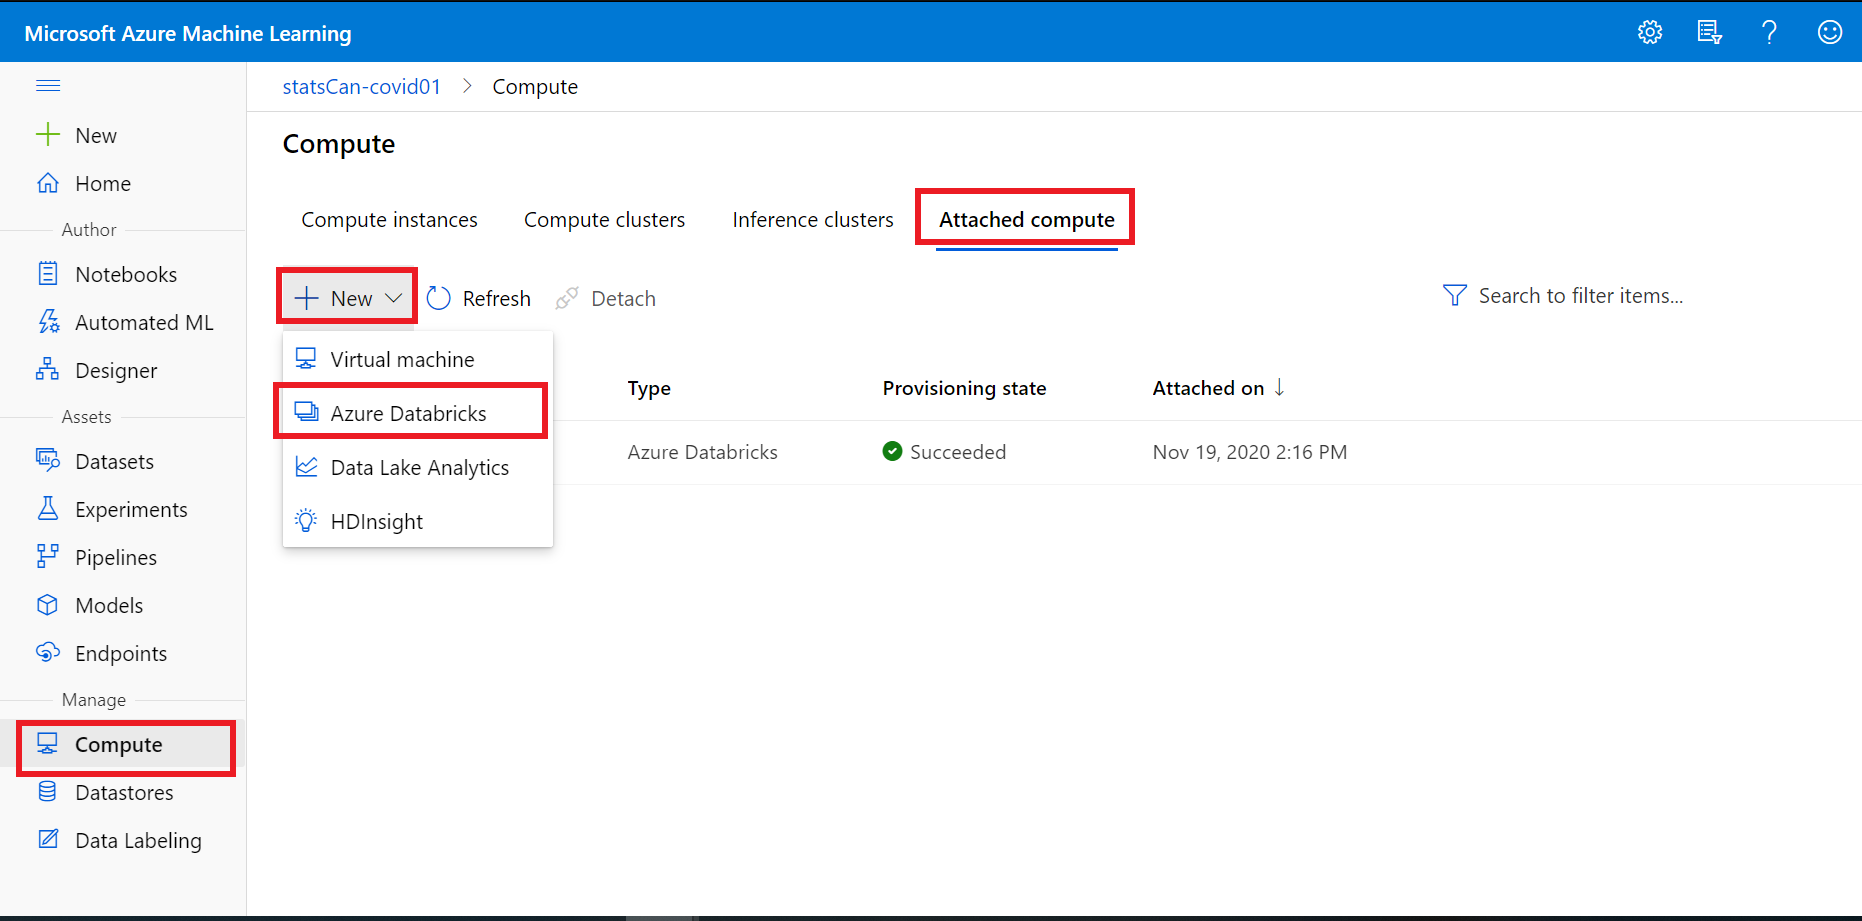 Microsoft Azure Machine Learning
statsCan-covid01 > Compute
New
Home
Author
Notebooks
Automated ML
Designer
Assets
Datasets
Experiments
Pipelines
Models
Endpoints
Manage
Compute
Datastores
Data Labeling
Compute
Compute instances Compute clusters Inference clusters Attached compute
New Refresh Detach Search to filter items...
Virtual machine
Azure Databricks
Data Lake Analytics
HDInsight
Type Provisioning state Attached on ↓
Azure Databricks Succeeded Nov 19, 2020 2:16 PM